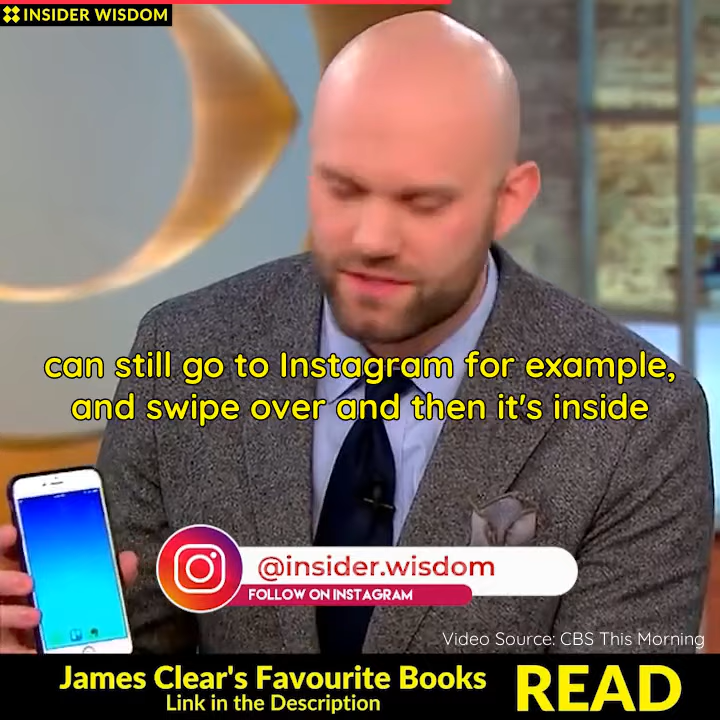 INSIDER WISDOM
can still go to Instagram for example,
and swipe over and then it's inside
@insider.wisdom
FOLLOW ON INSTAGRAM
Video Source: CBS This Morning
James Clear's Favourite Books
Link in the Description
READ